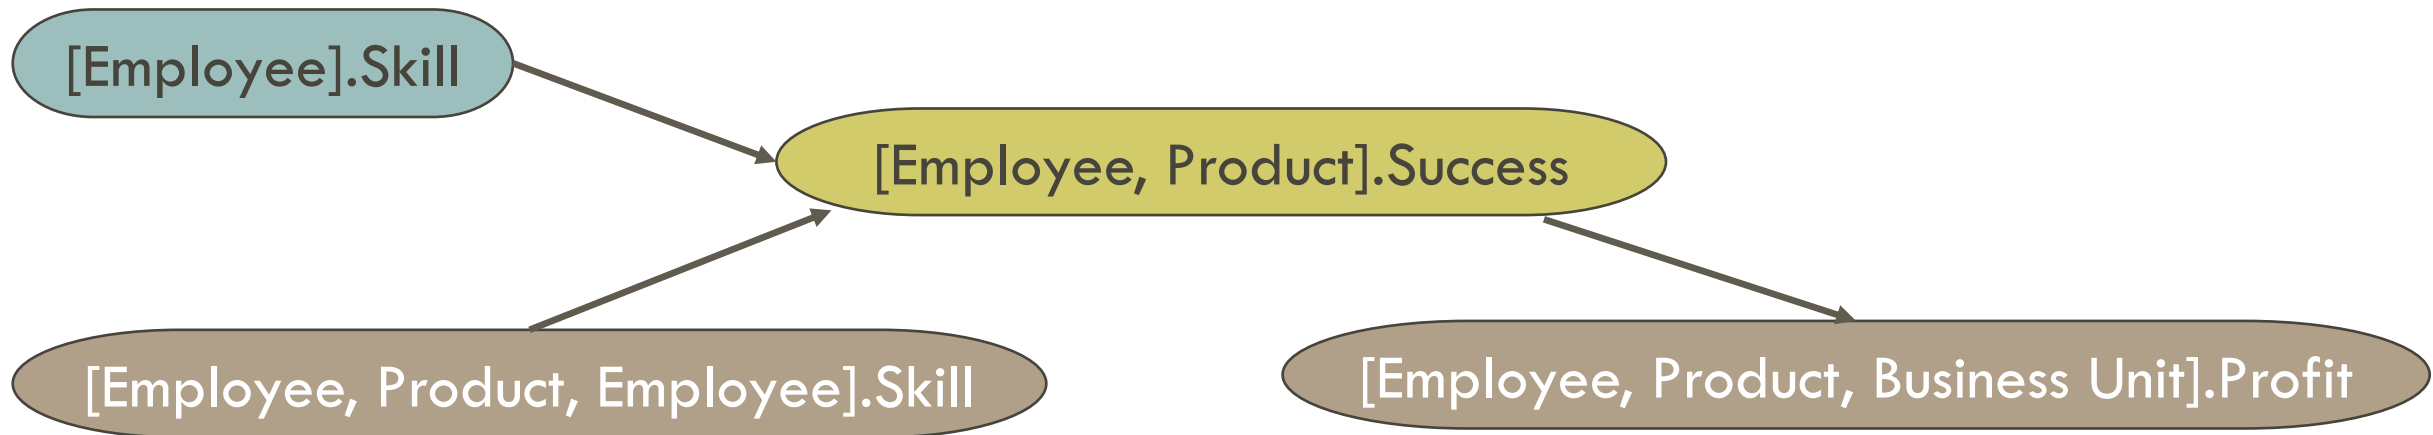 [Employee].Skill
[Employee, Product].Success
[Employee, Product, Employee].Skill
[Employee, Product, Business Unit].Profit